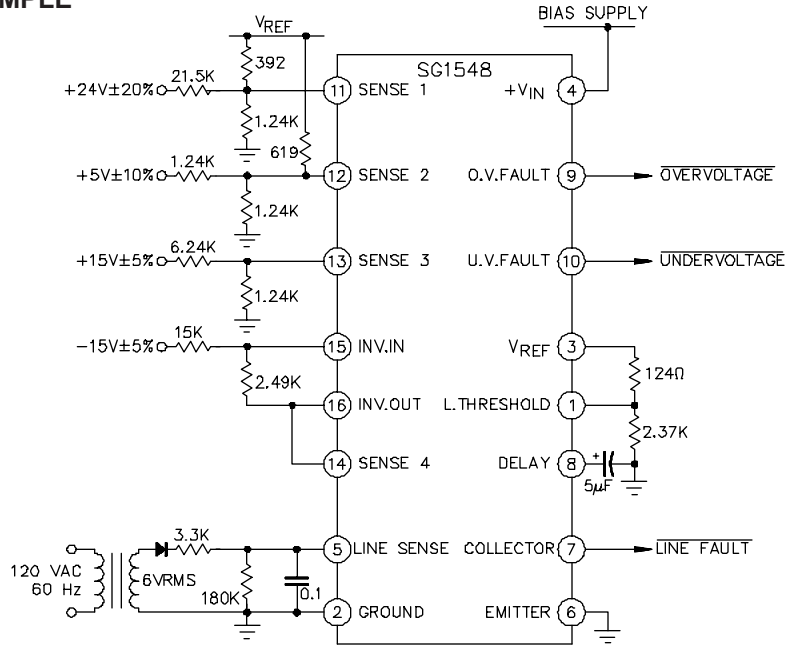 MPLE
BIAS SUPPLY
VREF
392
SG1548
+24V±20%
21.5K
11
SENSE 1
+VIN
4
1.24K
619
+5V±10%
1.24K
12
SENSE 2
O.V.FAULT
9
OVERVOLTAGE
1.24K
+15V±5%
6.24K
13
SENSE 3
U.V.FAULT
10
UNDERVOLTAGE
1.24K
-15V±5%
15K
15
INV.IN
VREF
3
2.49K
124Ω
16
INV.OUT
L.THRESHOLD
1
2.37K
14
SENSE 4
DELAY
8
+
5µF
3.3K
5
LINE SENSE
COLLECTOR
7
LINE FAULT
120 VAC
60 Hz
6VRMS
180K
0.1
2
GROUND
EMITTER
6